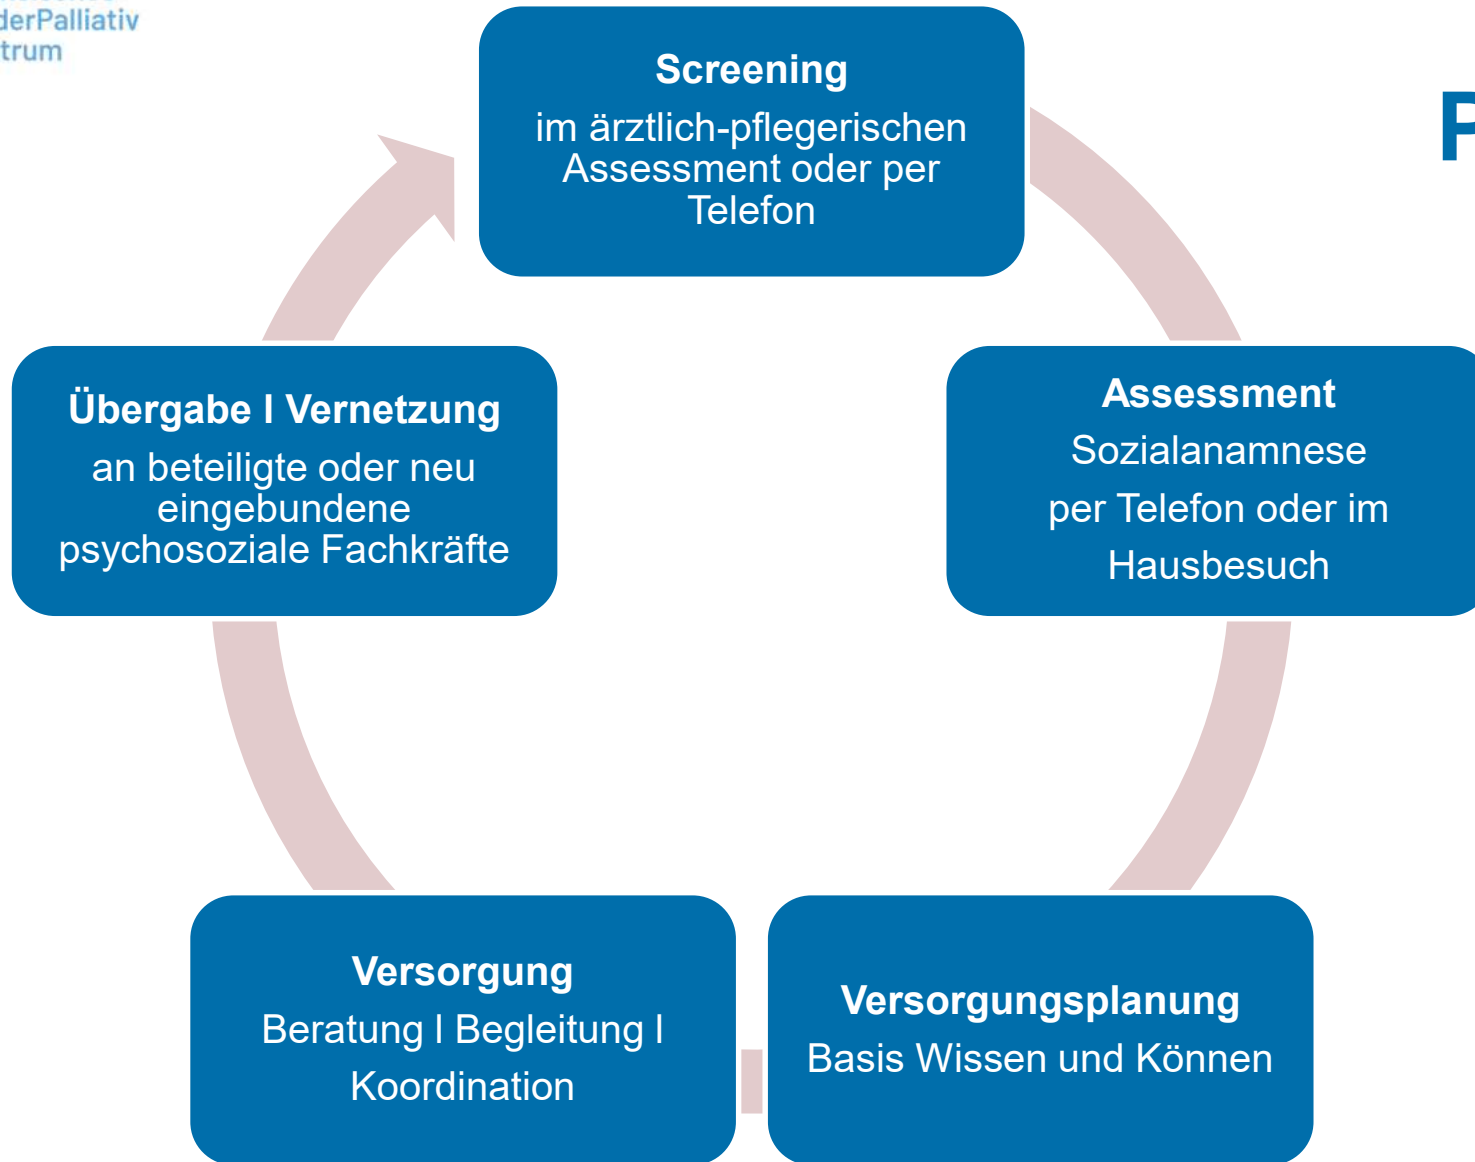 derPalliativ
trum
P
Screening
im ärztlich-pflegerischen
Assessment oder per
Telefon
Assessment
Sozialanamnese
per Telefon oder im
Hausbesuch
Versorgungsplanung
Basis Wissen und Können
Versorgung
Beratung l Begleitung l
Koordination
Übergabe l Vernetzung
an beteiligte oder neu
eingebundene
psychosoziale Fachkräfte